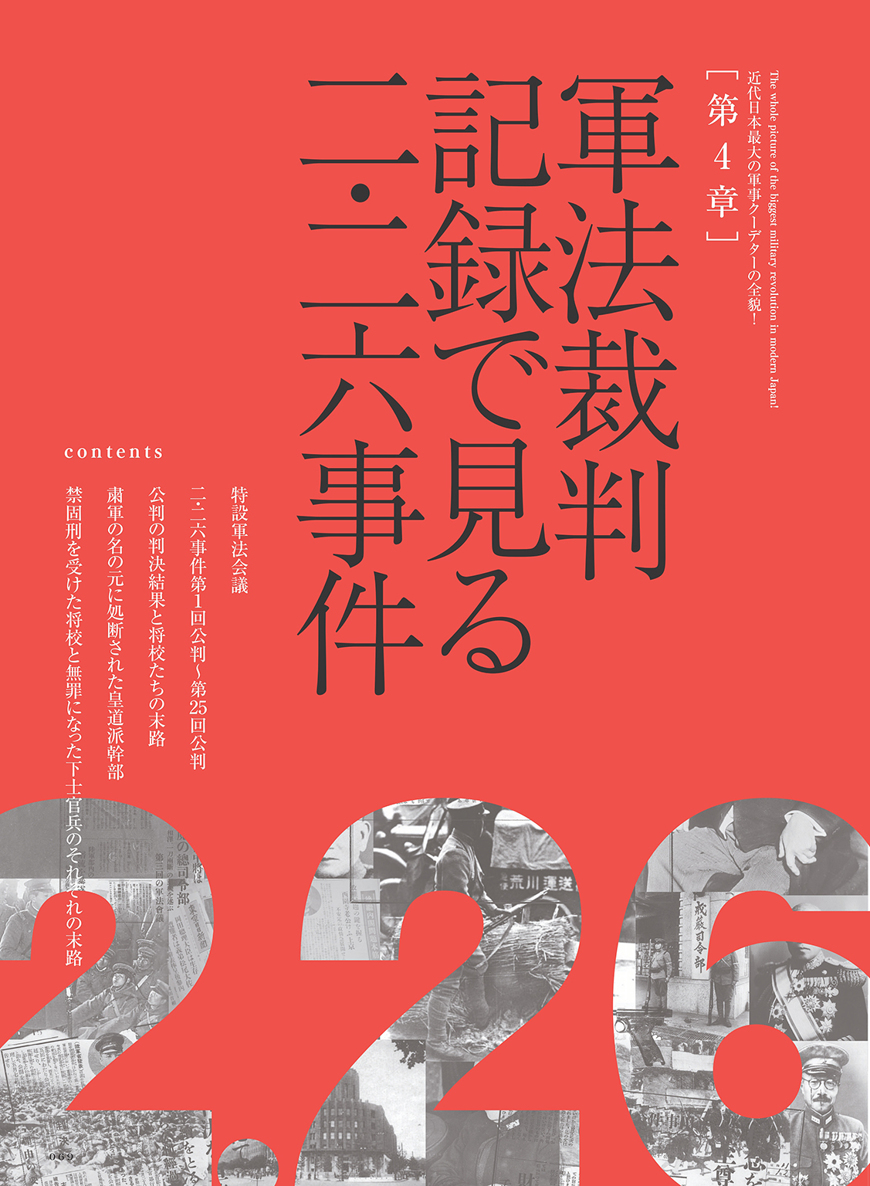 The whole picture of the biggest military revolution in modern Japan!
近代日本最大の軍事クーデターの全貌！
［第4章］
軍法裁判
記録で見る
二・二六事件
contents
特設軍法会議
二・二六事件第1回公判〜第25回公判
公判の判決結果と将校たちの末路
粛軍の名の元に処断された皇道派幹部
禁固刑を受けた将校と無罪になった下士官兵のそれぞれの末路
2.26
荒川運送
戒厳司令部
069